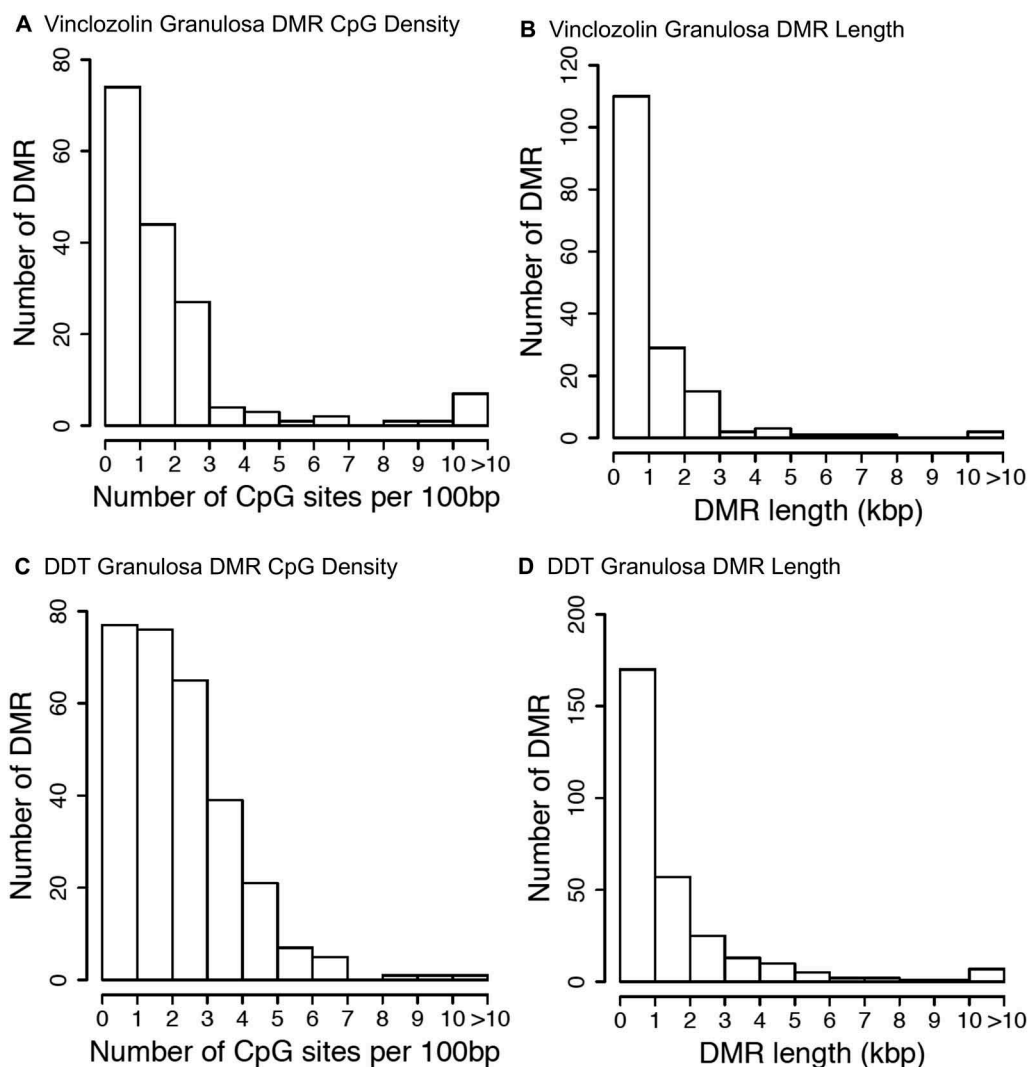 A Vinclozolin Granulosa DMR CpG Density
80
60
40
20
0
Number of DMR
0 1 2 3 4 5 6 7 8 9 10 >10
Number of CpG sites per 100bp
B Vinclozolin Granulosa DMR Length
120
100
80
60
40
20
0
Number of DMR
0 1 2 3 4 5 6 7 8 9 10 >10
DMR length (kbp)
C DDT Granulosa DMR CpG Density
80
60
40
20
0
Number of DMR
0 1 2 3 4 5 6 7 8 9 10 >10
Number of CpG sites per 100bp
D DDT Granulosa DMR Length
200
150
100
50
0
Number of DMR
0 1 2 3 4 5 6 7 8 9 10 >10
DMR length (kbp)